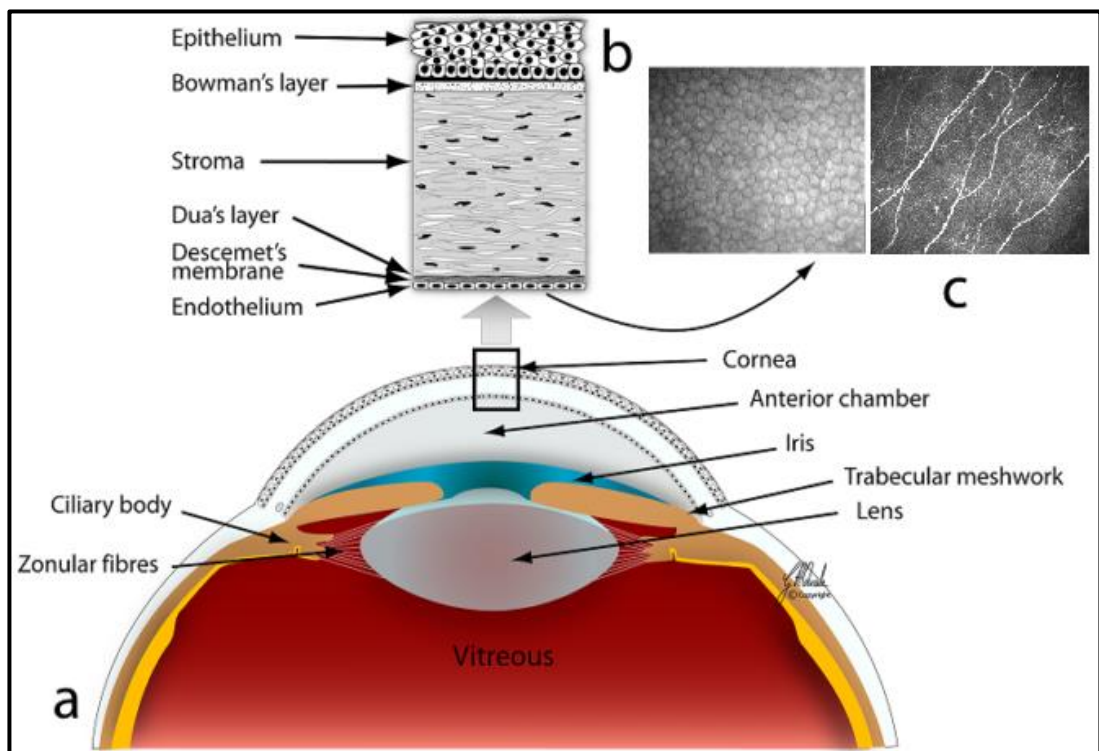 Epithelium
Bowman's layer
Stroma
Dua's layer
Descemet's
membrane
Endothelium
b
c
Cornea
Anterior chamber
Iris
Trabecular meshwork
Lens
Ciliary body
Zonular fibres
Vitreous
© Copyright
a